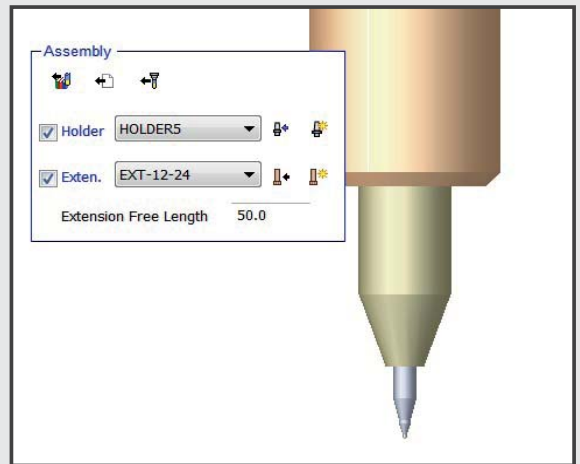 Assembly
Holder HOLDER5
Exten. EXT-12-24
Extension Free Length 50.0